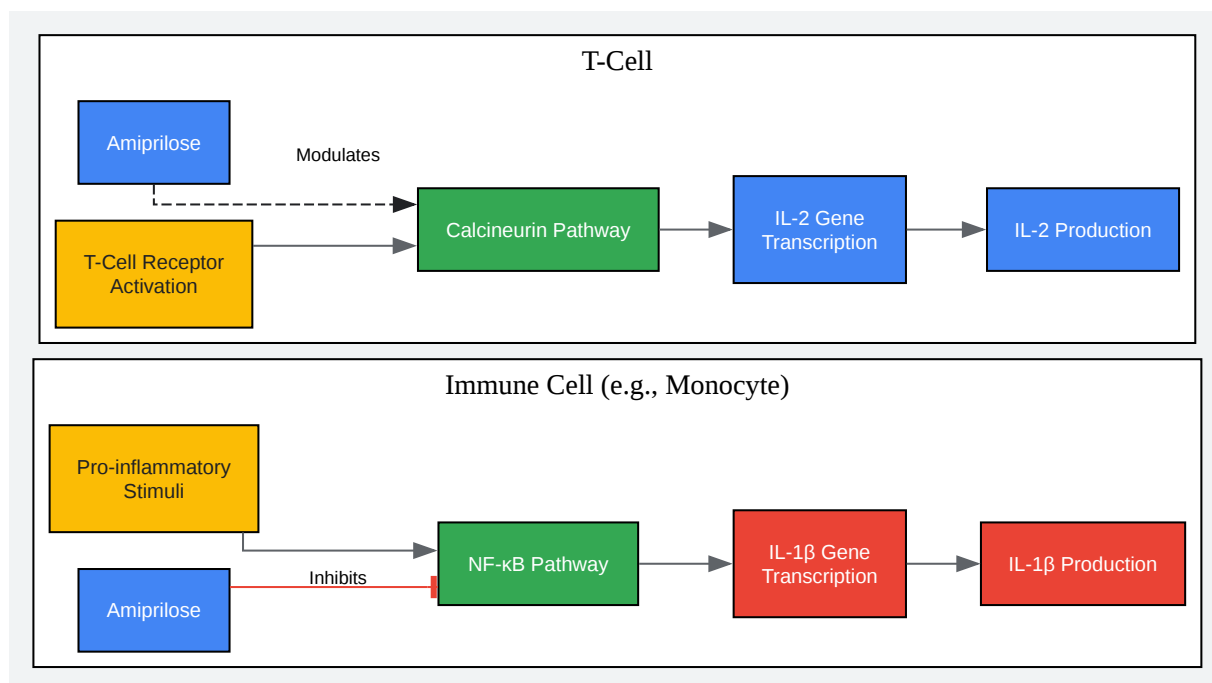 T-Cell
Amiprilose
Modulates
T-Cell Receptor
Activation
Calcineurin Pathway
IL-2 Gene
Transcription
IL-2 Production
Immune Cell (e.g., Monocyte)
Pro-inflammatory
Stimuli
Amiprilose
Inhibits
NF-κB Pathway
IL-1β Gene
Transcription
IL-1β Production